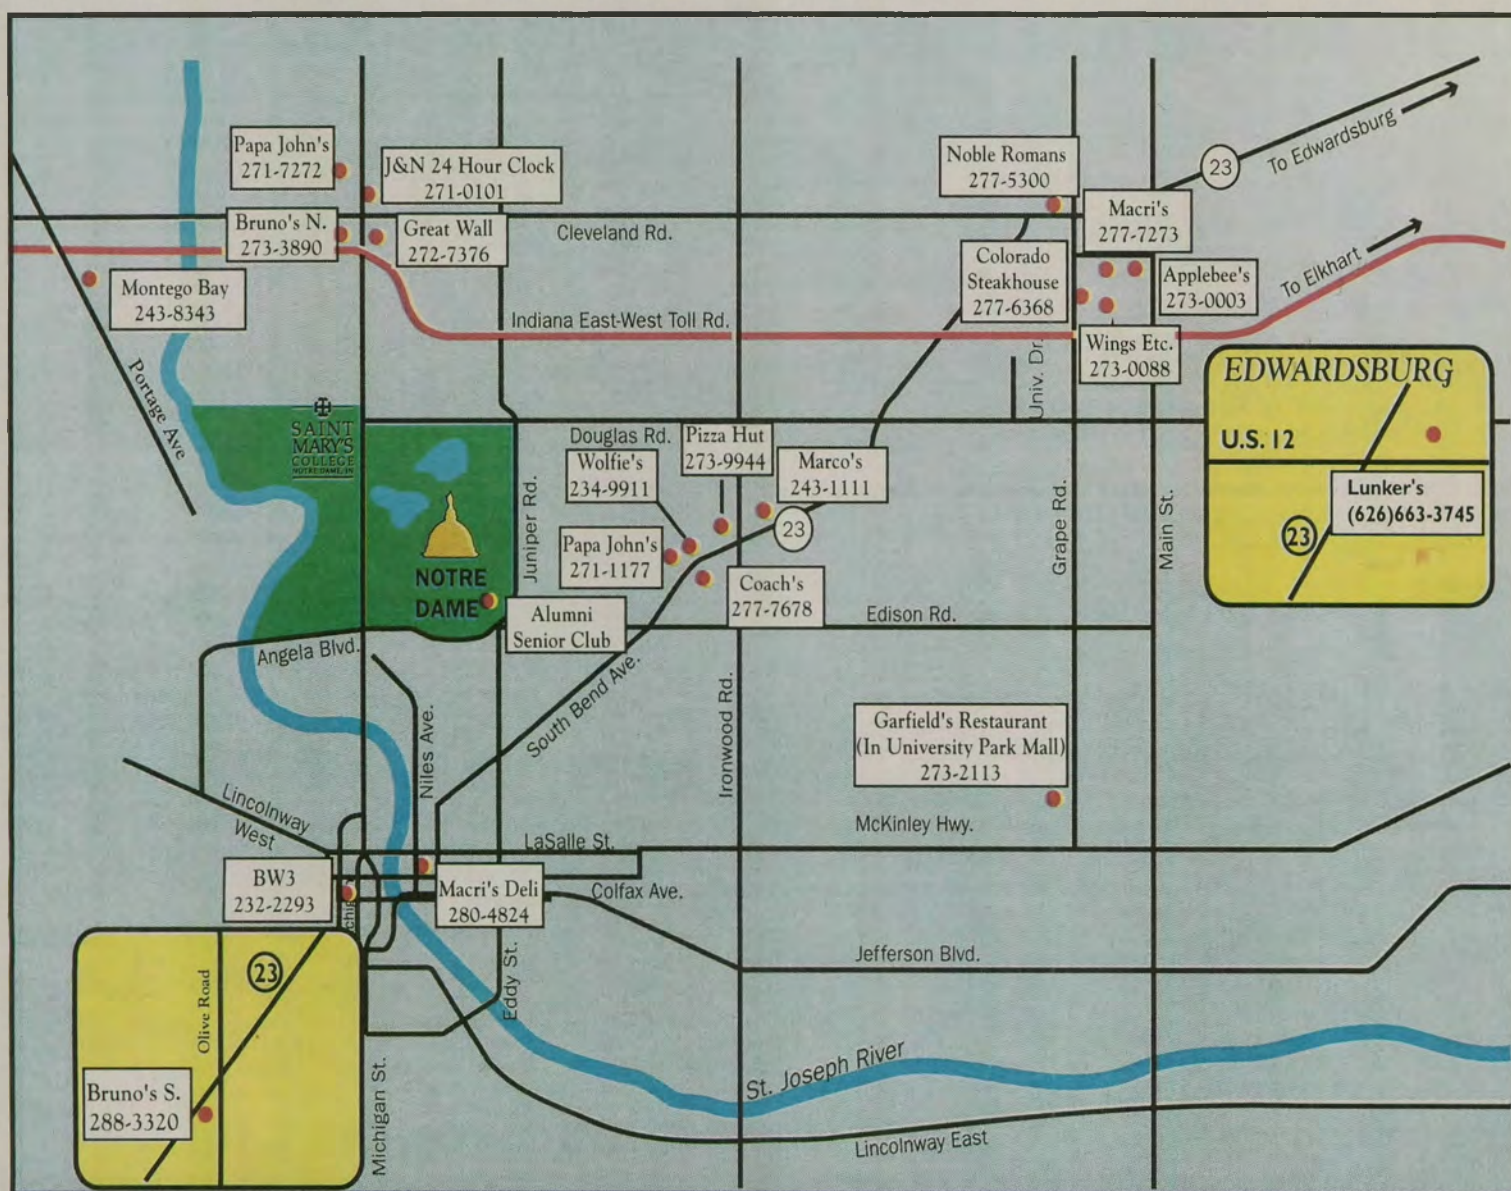 Papa John's
271-7272
J&N 24 Hour Clock
271-0101
Noble Romans
277-5300
23
To Edwardsburg
Bruno's N.
273-3890
Great Wall
272-7376
Cleveland Rd.
Macri's
277-7273
Colorado
Steakhouse
277-6368
Applebee's
273-0003
To Elkhart
Montego Bay
243-8343
Indiana East-West Toll Rd.
Wings Etc.
273-0088
Univ. Dr.
Portage Ave
SAINT
MARY'S
COLLEGE
NOTRE DAME, IN
Douglas Rd.
Pizza Hut
273-9944
Wolfie's
234-9911
Marco's
243-1111
23
EDWARDSBURG
U.S. 12
Lunker's
(626)663-3745
23
Juniper Rd.
Grape Rd.
Main St.
Papa John's
271-1177
Coach's
277-7678
NOTRE
DAME
Alumni
Senior Club
Edison Rd.
Angela Blvd.
South Bend Ave.
Ironwood Rd.
Niles Ave.
Garfield's Restaurant
(In University Park Mall)
273-2113
Lincolnway
West
McKinley Hwy.
LaSalle St.
BW3
232-2293
Macri's Deli
280-4824
Colfax Ave.
Jefferson Blvd.
Eddy St.
Olive Road
23
Bruno's S.
288-3320
Michigan St.
St. Joseph River
Lincolnway East